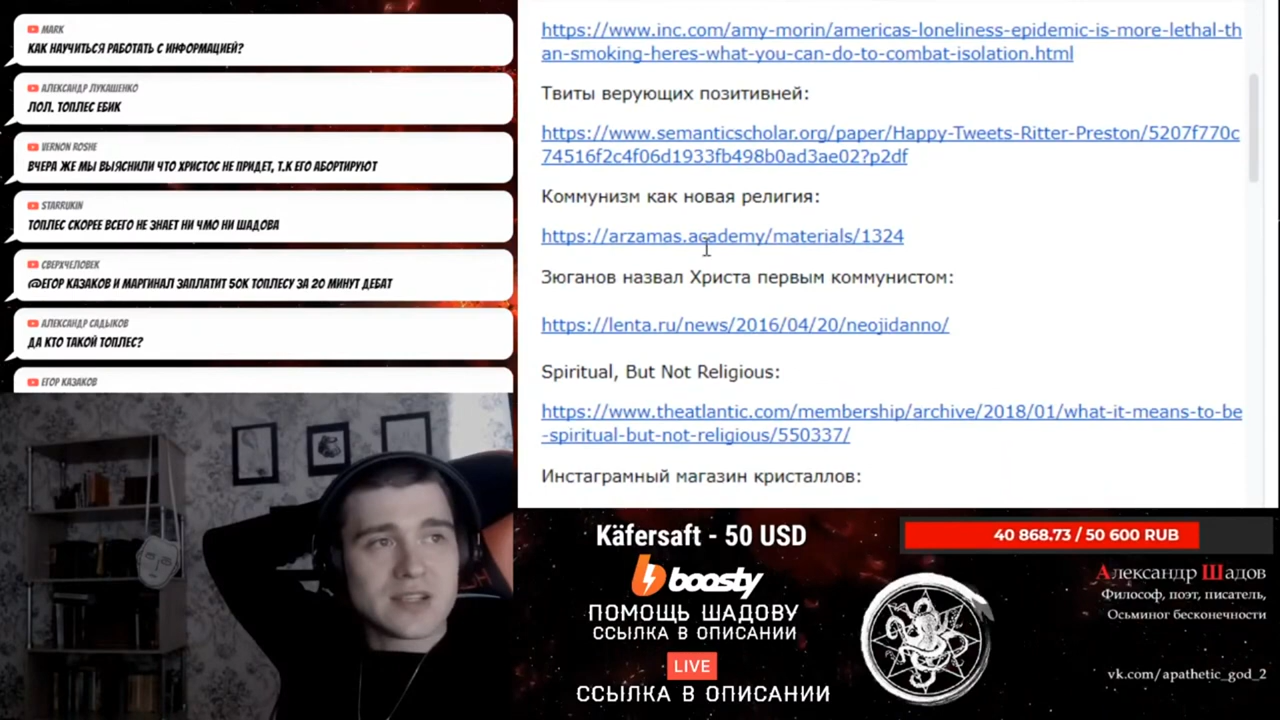 MARK
КАК НАУЧИТЬСЯ РАБОТАТЬ С ИНФОРМАЦИЕЙ?
АЛЕКСАНДР ЛУКАШЕНКО
ЛОЛ. ТОПЛЕС ЕБИК
VERNON ROSHE
ВЧЕРА ЖЕ МЫ ВЫЯСНИЛИ ЧТО ХРИСТОС НЕ ПРИДЕТ, Т.К ЕГО АБОРТИРУЮТ
STARRUKIN
ТОПЛЕС СКОРЕЕ ВСЕГО НЕ ЗНАЕТ НИ ЧМО НИ ШАДОВА
СВЕРХЧЕЛОВЕК
@ЕГОР КАЗАКОВ И МАРГИНАЛ ЗАПЛАТИТ 50К ТОПЛЕСУ ЗА 20 МИНУТ ДЕБАТ
АЛЕКСАНДР САДЫКОВ
ДА КТО ТАКОЙ ТОПЛЕС?
ЕГОР КАЗАКОВ
https://www.inc.com/amy-morin/americas-loneliness-epidemic-is-more-lethal-th
an-smoking-heres-what-you-can-do-to-combat-isolation.html
Твиты верующих позитивней:
https://www.semanticscholar.org/paper/Happy-Tweets-Ritter-Preston/5207f770c
74516f2c4f06d1933fb498b0ad3ae02?p2df
Коммунизм как новая религия:
https://arzamas.academy/materials/1324
Зюганов назвал Христа первым коммунистом:
https://lenta.ru/news/2016/04/20/neojidanno/
Spiritual, But Not Religious:
https://www.theatlantic.com/membership/archive/2018/01/what-it-means-to-be
-spiritual-but-not-religious/550337/
Инстаграмный магазин кристаллов:
Käfersaft - 50 USD
boosty
ПОМОЩЬ ШАДОВУ
ССЫЛКА В ОПИСАНИИ
LIVE
ССЫЛКА В ОПИСАНИИ
40 868.73 / 50 600 RUB
Александр Шадов
Философ, поэт, писатель,
Осьминог бесконечности
vk.com/apathetic_god_2